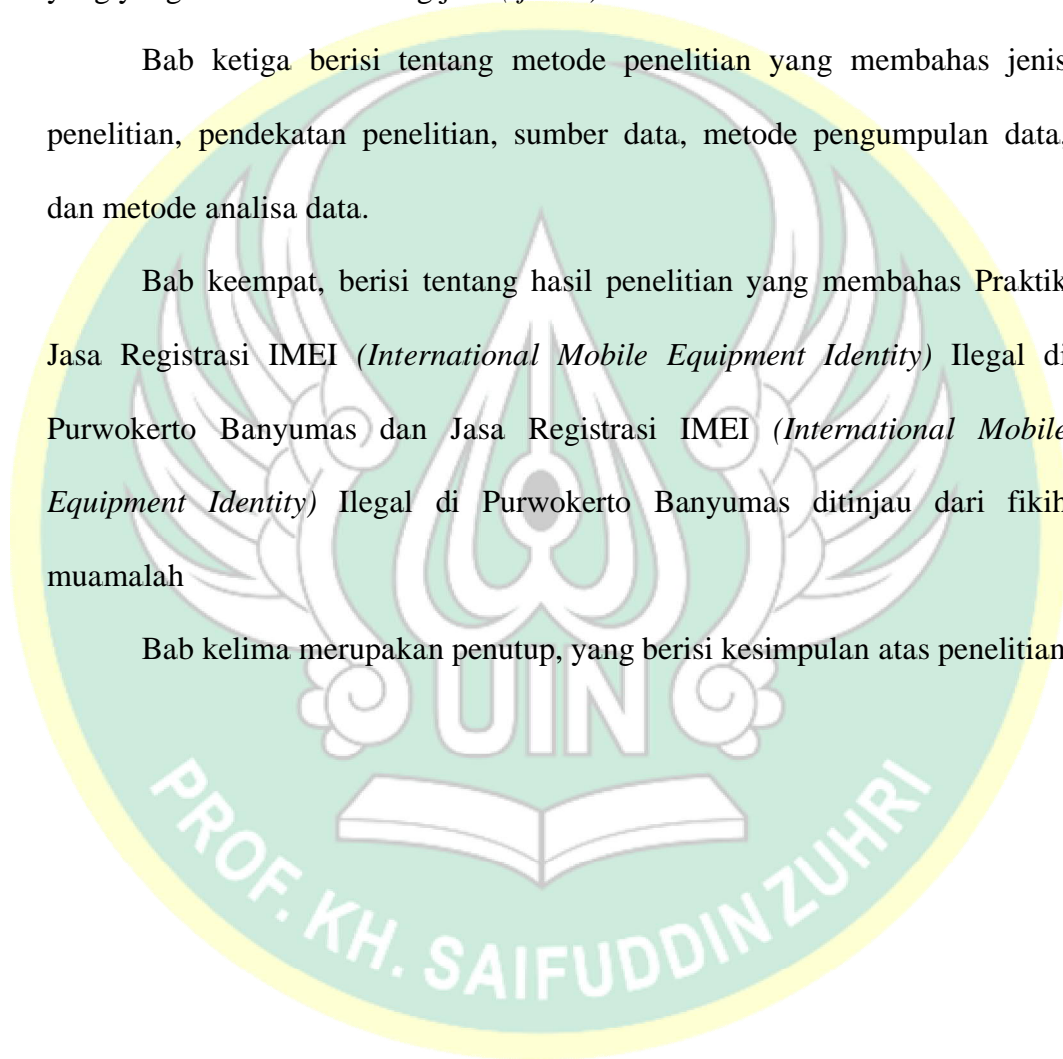 Bab ketiga berisi tentang metode penelitian yang membahas jenis
penelitian, pendekatan penelitian, sumber data, metode pengumpulan data,
dan metode analisa data.
Bab keempat, berisi tentang hasil penelitian yang membahas Praktik
Jasa Registrasi IMEI (International Mobile Equipment Identity) Ilegal di
Purwokerto Banyumas dan Jasa Registrasi IMEI (International Mobile
Equipment Identity) Ilegal di Purwokerto Banyumas ditinjau dari fikih
muamalah
Bab kelima merupakan penutup, yang berisi kesimpulan atas penelitian
UIN
PROF. KH. SAIFUDDIN ZUHRI